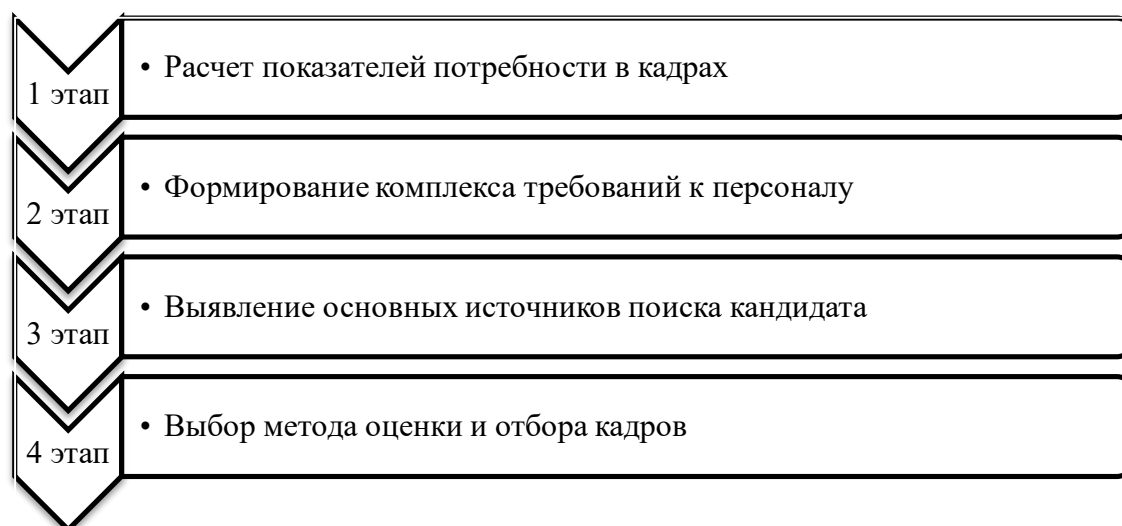 1 этап
• Расчет показателей потребности в кадрах
2 этап
• Формирование комплекса требований к персоналу
3 этап
• Выявление основных источников поиска кандидата
4 этап
• Выбор метода оценки и отбора кадров